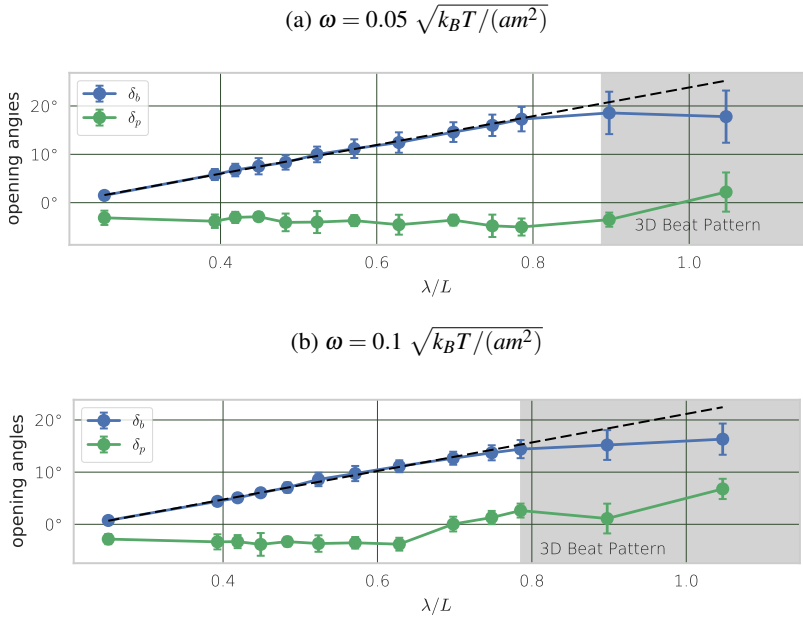 (a) ω = 0.05 √k_BT/(am²)
opening angles
20°
10°
0°
δ_b
δ_p
3D Beat Pattern
0.4 0.6 0.8 1.0
λ/L
(b) ω = 0.1 √k_BT/(am²)
opening angles
20°
10°
0°
δ_b
δ_p
3D Beat Pattern
0.4 0.6 0.8 1.0
λ/L